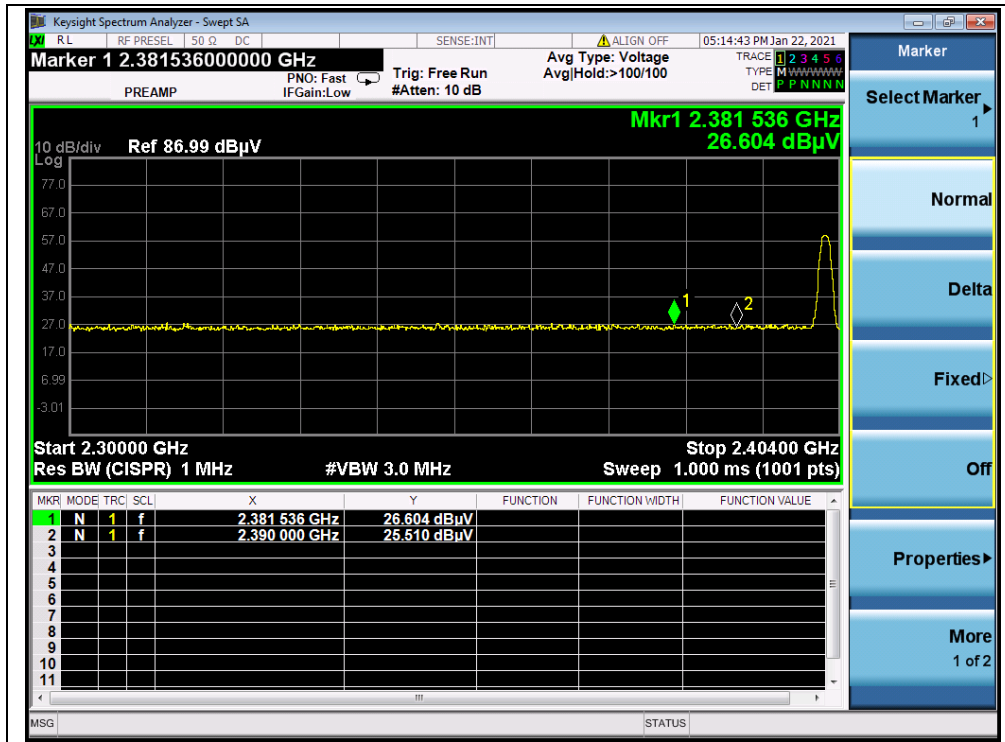 Keysight Spectrum Analyzer - Swept SA
LXI RL RF PRESEL 50 Ω DC SENSE:INT ALIGN OFF 05:14:43 PM Jan 22, 2021
Marker 1 2.381536000000 GHz
PREAMP
PNO: Fast
IFGain:Low
Trig: Free Run
#Atten: 10 dB
Avg Type: Voltage
Avg|Hold:>100/100
TRACE 1 2 3 4 5 6
TYPE M WWWWW
DET P P N N N N
Mkr1 2.381 536 GHz
26.604 dBµV
10 dB/div Ref 86.99 dBµV
Log
77.0
67.0
57.0
47.0
37.0
27.0
17.0
6.99
-3.01
1
2
Start 2.30000 GHz Stop 2.40400 GHz
Res BW (CISPR) 1 MHz #VBW 3.0 MHz Sweep 1.000 ms (1001 pts)
MKR MODE TRC SCL X Y FUNCTION FUNCTION WIDTH FUNCTION VALUE
1 N 1 f 2.381 536 GHz 26.604 dBµV
2 N 1 f 2.390 000 GHz 25.510 dBµV
3
4
5
6
7
8
9
10
11
MSG STATUS
Marker
Select Marker
1
Normal
Delta
Fixed
Off
Properties
More
1 of 2